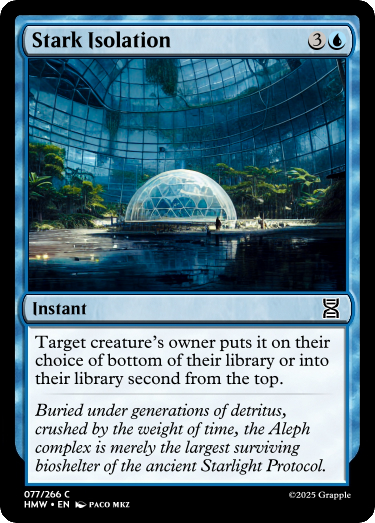 Stark Isolation 3
Instant
Target creature's owner puts it on their
choice of bottom of their library or into
their library second from the top.
Buried under generations of detritus,
crushed by the weight of time, the Aleph
complex is merely the largest surviving
bioshelter of the ancient Starlight Protocol.
077/266 C
HMW • EN PACO MKZ
©2025 Grapple